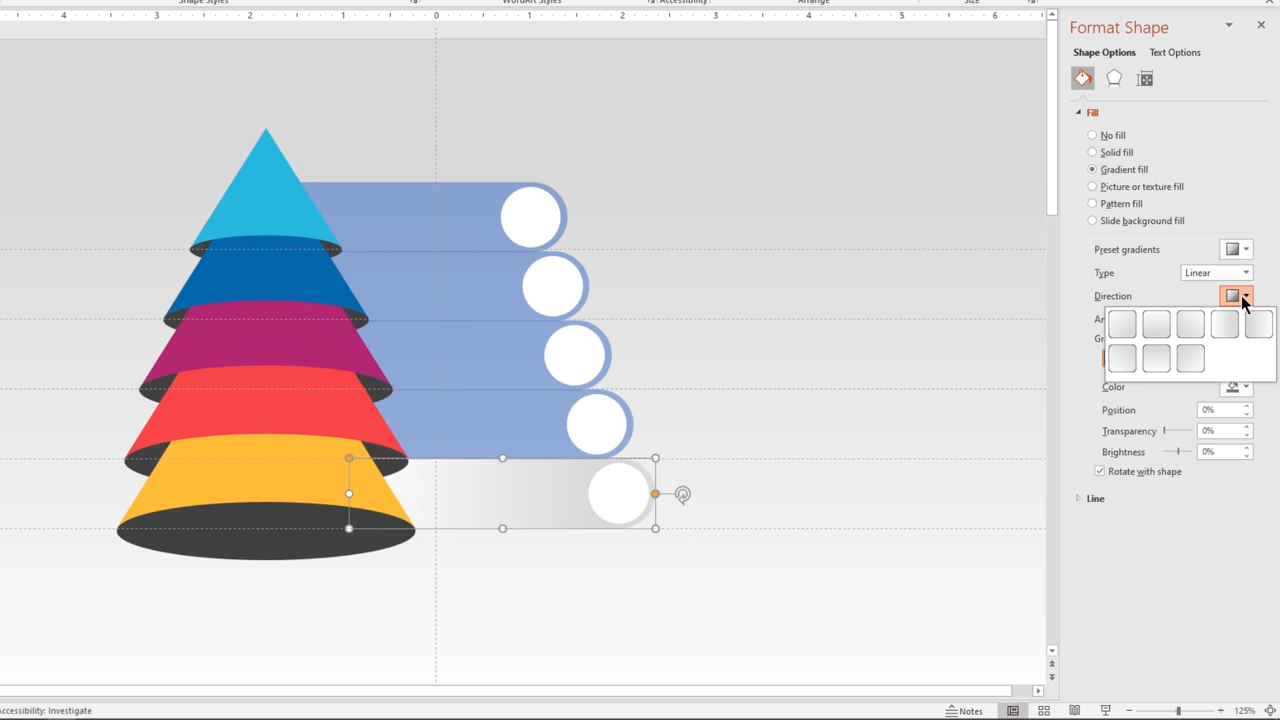 Shape Styles
WordArt Styles
Accessibility
Arrange
Size
4 3 2 1 0 1 2 3 4 5 6
Format Shape
Shape Options Text Options
Fill
No fill
Solid fill
Gradient fill
Picture or texture fill
Pattern fill
Slide background fill
Preset gradients
Type Linear
Direction
An
Gr
Color
Position 0%
Transparency 0%
Brightness 0%
Rotate with shape
Line
Accessibility: Investigate
Notes
125%